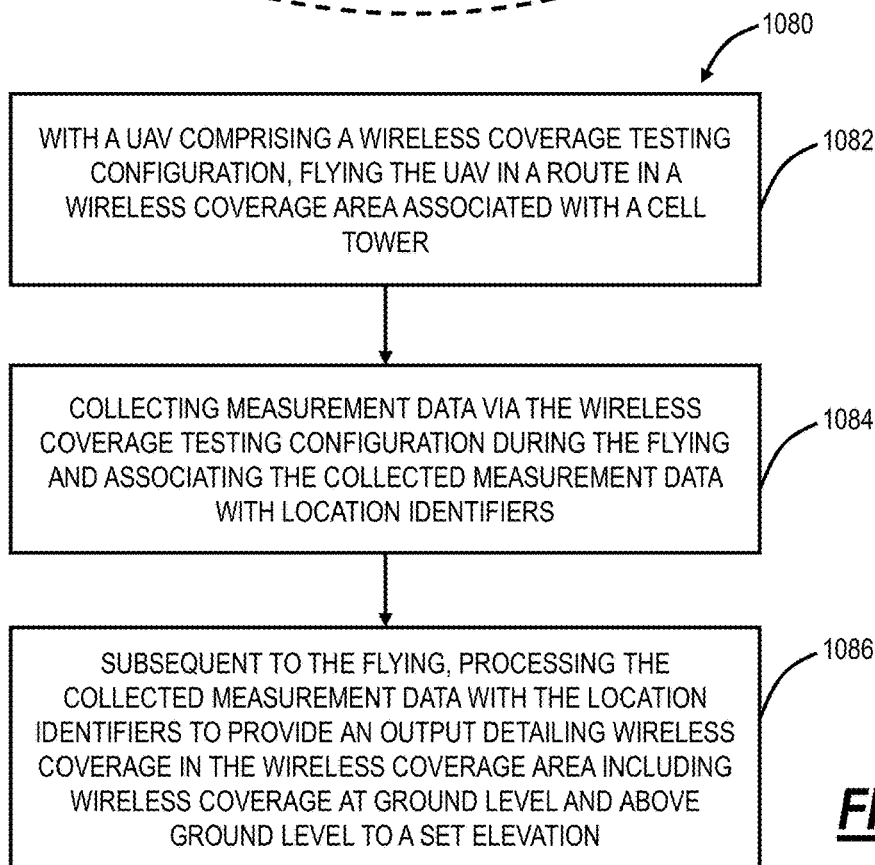 1080
WITH A UAV COMPRISING A WIRELESS COVERAGE TESTING
CONFIGURATION, FLYING THE UAV IN A ROUTE IN A
WIRELESS COVERAGE AREA ASSOCIATED WITH A CELL
TOWER
1082
COLLECTING MEASUREMENT DATA VIA THE WIRELESS
COVERAGE TESTING CONFIGURATION DURING THE FLYING
AND ASSOCIATING THE COLLECTED MEASUREMENT DATA
WITH LOCATION IDENTIFIERS
1084
SUBSEQUENT TO THE FLYING, PROCESSING THE
COLLECTED MEASUREMENT DATA WITH THE LOCATION
IDENTIFIERS TO PROVIDE AN OUTPUT DETAILING WIRELESS
COVERAGE IN THE WIRELESS COVERAGE AREA INCLUDING
WIRELESS COVERAGE AT GROUND LEVEL AND ABOVE
GROUND LEVEL TO A SET ELEVATION
1086